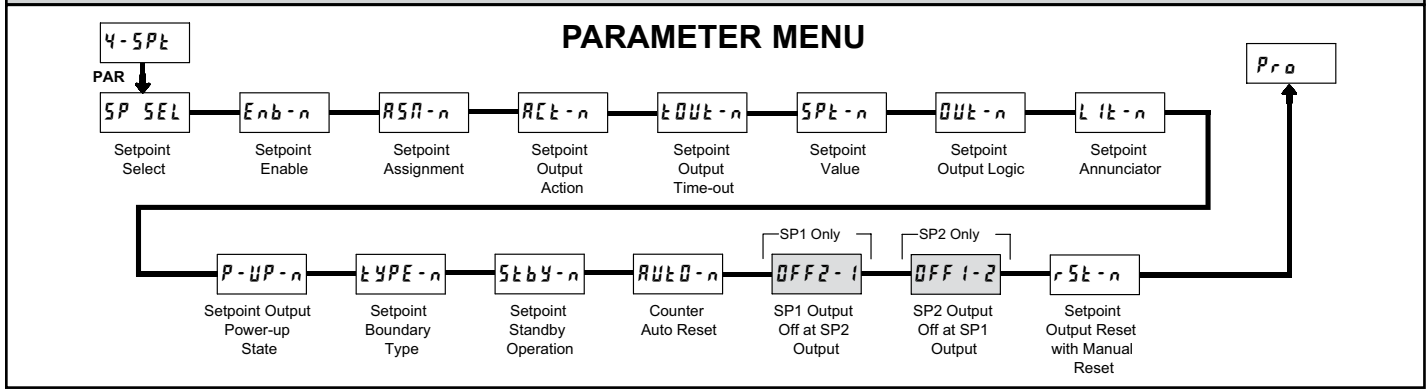 PARAMETER MENU
4-SPt
PAR
Pro
SP SEL
Enb-n
ASN-n
ACt-n
tOUt-n
SPt-n
OUt-n
LIt-n
Setpoint
Select
Setpoint
Enable
Setpoint
Assignment
Setpoint
Output
Action
Setpoint
Output
Time-out
Setpoint
Value
Setpoint
Output Logic
Setpoint
Annunciator
SP1 Only
SP2 Only
P-UP-n
tYPE-n
Stby-n
AUtO-n
OFF2-1
OFF1-2
rSt-n
Setpoint Output
Power-up
State
Setpoint
Boundary
Type
Setpoint
Standby
Operation
Counter
Auto Reset
SP1 Output
Off at SP2
Output
SP2 Output
Off at SP1
Output
Setpoint
Output Reset
with Manual
Reset